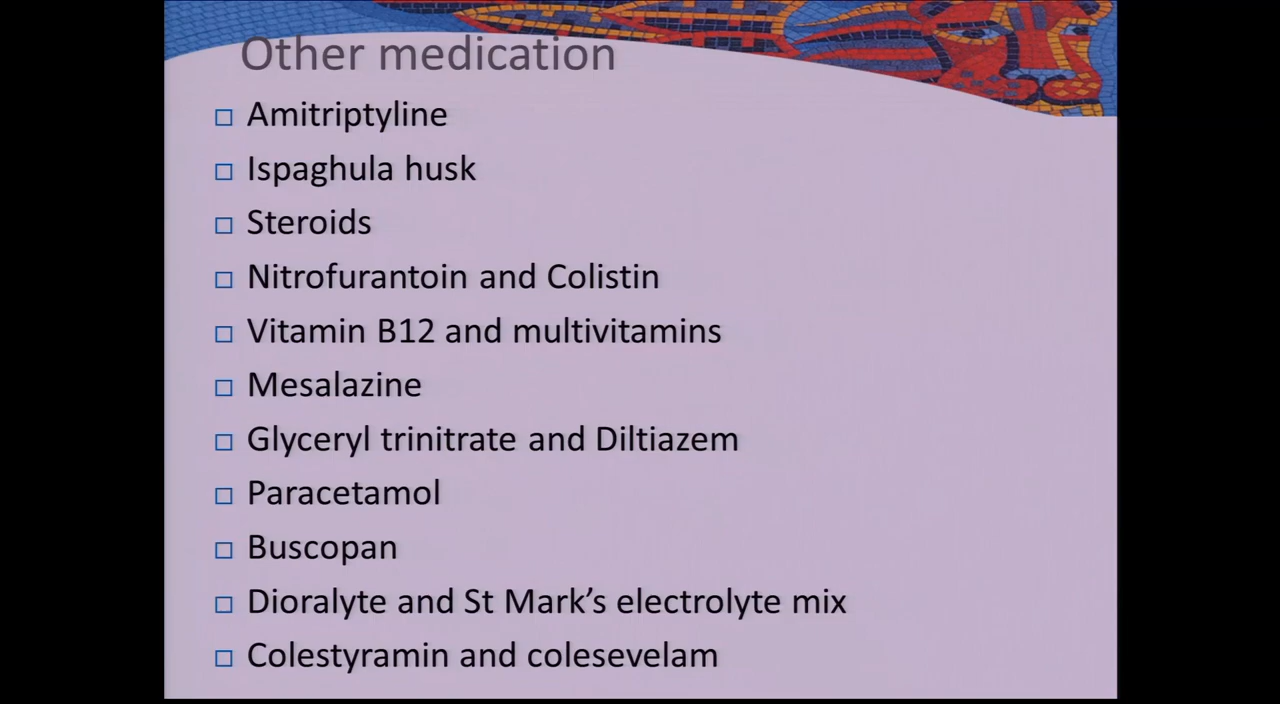 Other medication
Amitriptyline
Ispaghula husk
Steroids
Nitrofurantoin and Colistin
Vitamin B12 and multivitamins
Mesalazine
Glyceryl trinitrate and Diltiazem
Paracetamol
Buscopan
Dioralyte and St Mark’s electrolyte mix
Colestyramin and colesevelam